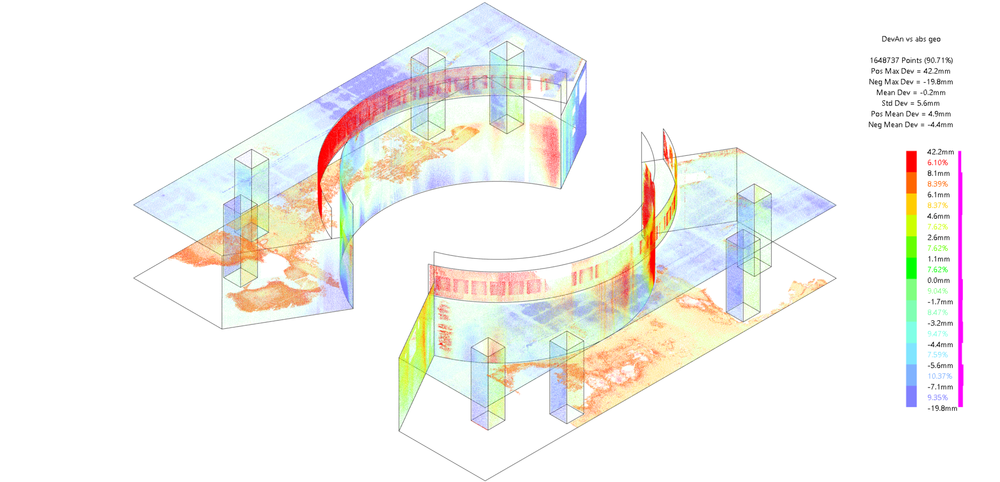 DevAn vs abs geo
1648737 Points (90.71%)
Pos Max Dev = 42.2mm
Neg Max Dev = -19.8mm
Mean Dev = -0.2mm
Std Dev = 5.6mm
Pos Mean Dev = 4.9mm
Neg Mean Dev = -4.4mm
42.2mm
6.10%
8.1mm
8.39%
6.1mm
8.37%
4.6mm
7.62%
2.6mm
7.62%
1.1mm
7.62%
0.0mm
9.04%
-1.7mm
8.47%
-3.2mm
9.47%
-4.4mm
7.59%
-5.6mm
10.37%
-7.1mm
9.35%
-19.8mm